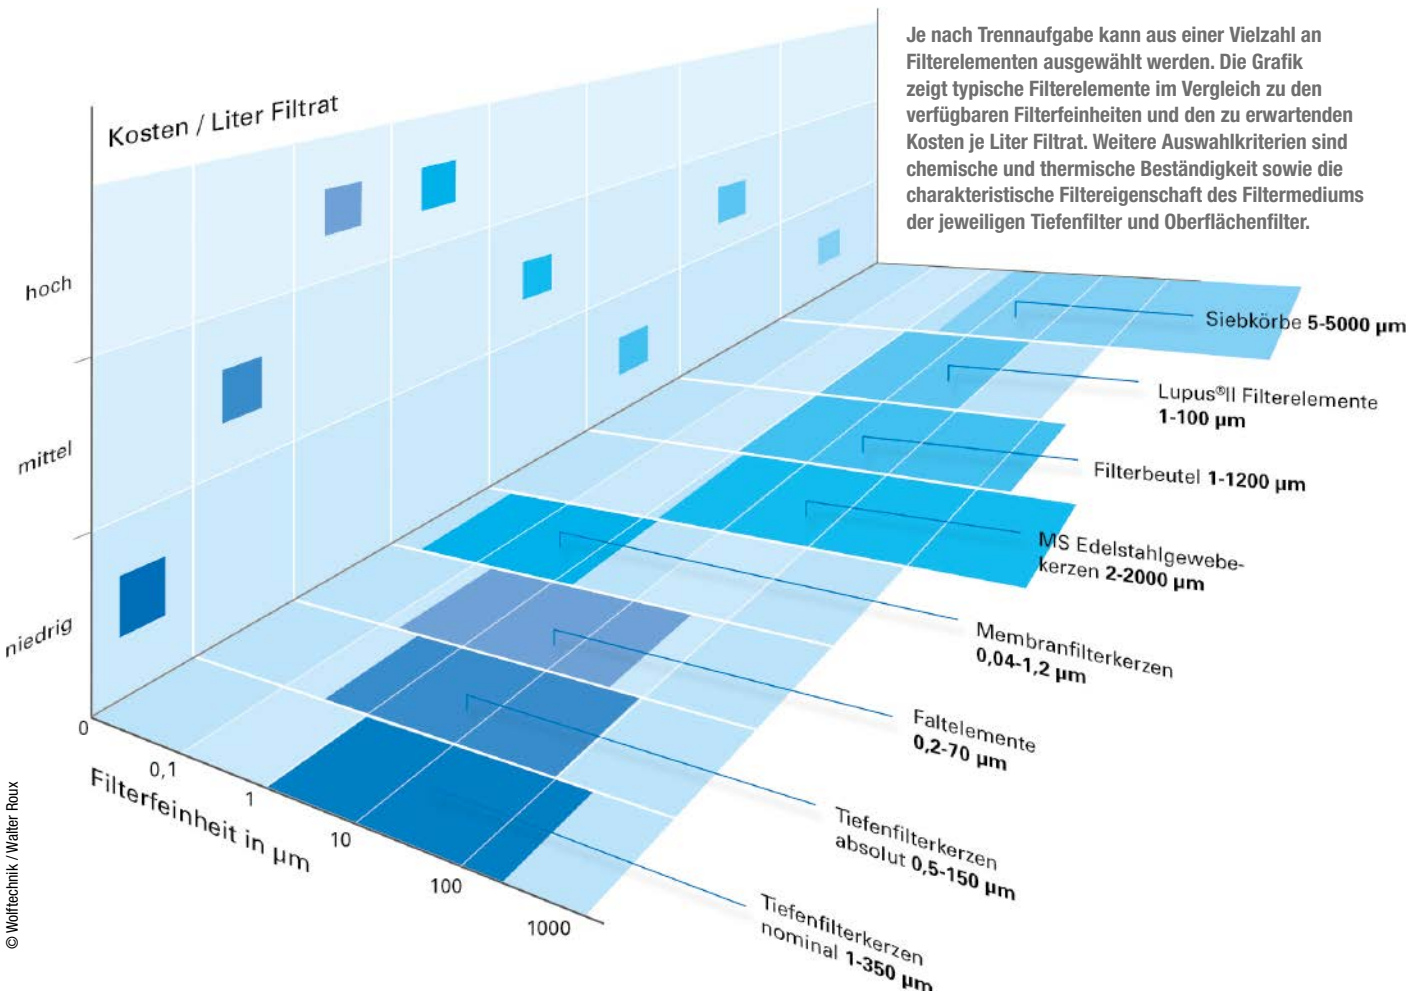 Je nach Trennaufgabe kann aus einer Vielzahl an
Filterelementen ausgewählt werden. Die Grafik
zeigt typische Filterelemente im Vergleich zu den
verfügbaren Filterfeinheiten und den zu erwartenden
Kosten je Liter Filtrat. Weitere Auswahlkriterien sind
chemische und thermische Beständigkeit sowie die
charakteristische Filtereigenschaft des Filtermediums
der jeweiligen Tiefenfilter und Oberflächenfilter.
Kosten / Liter Filtrat
hoch
mittel
niedrig
0
0,1
1
10
100
1000
Filterfeinheit in µm
Siebkörbe 5-5000 µm
Lupus®II Filterelemente
1-100 µm
Filterbeutel 1-1200 µm
MS Edelstahlgewebe-
kerzen 2-2000 µm
Membranfilterkerzen
0,04-1,2 µm
Faltelemente
0,2-70 µm
Tiefenfilterkerzen
absolut 0,5-150 µm
Tiefenfilterkerzen
nominal 1-350 µm
© Wolftechnik / Walter Roux